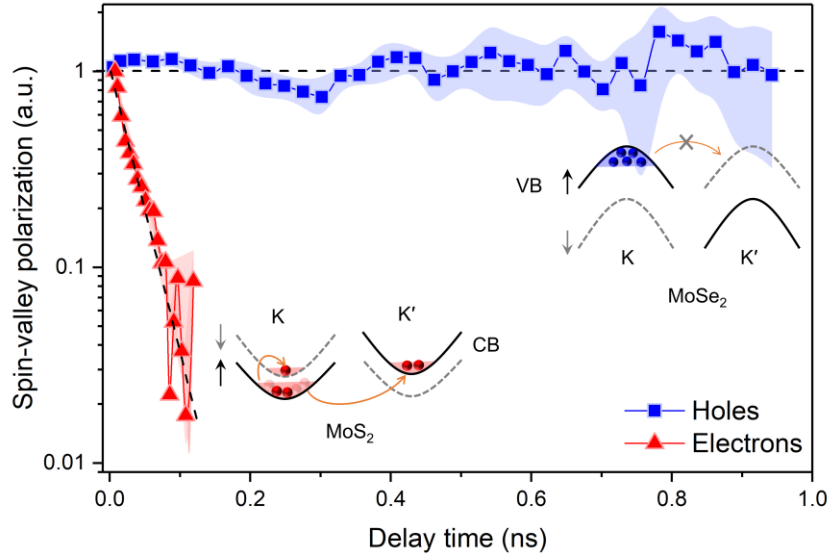 Spin-valley polarization (a.u.)
1
0.1
0.01
VB
K
K′
MoSe₂
K
K′
CB
MoS₂
Holes
Electrons
0.0 0.2 0.4 0.6 0.8 1.0
Delay time (ns)